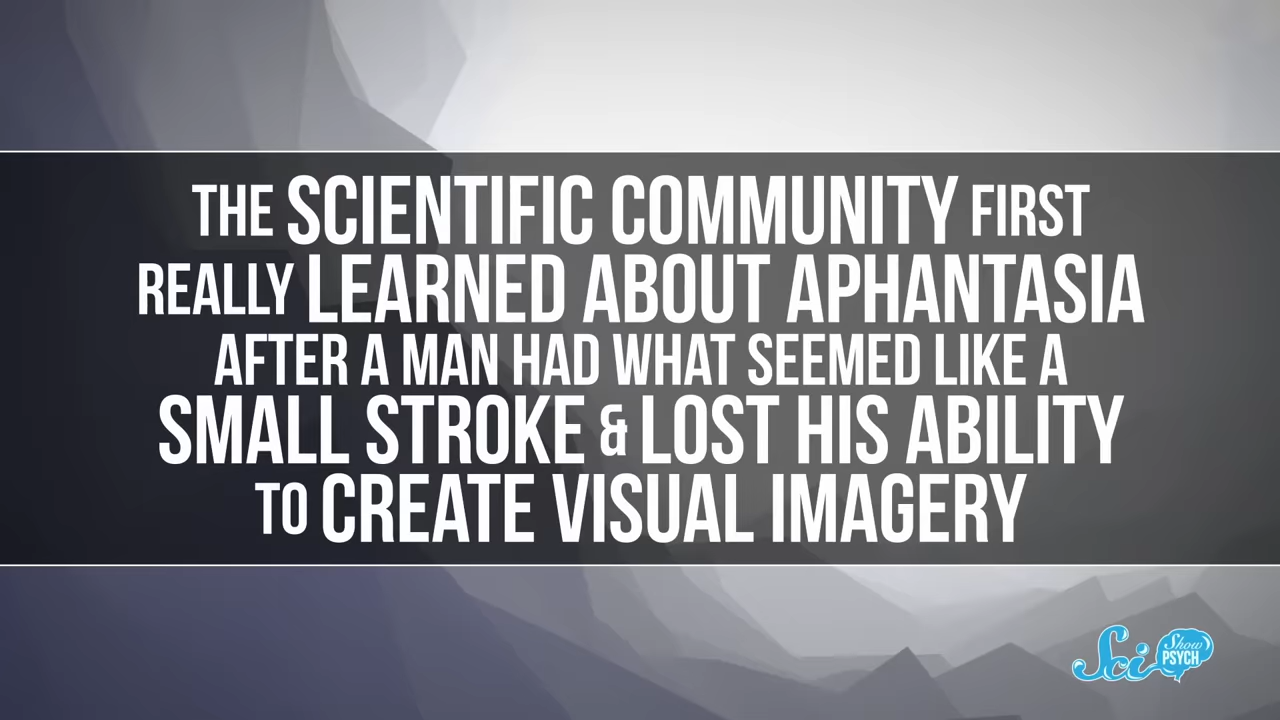 THE SCIENTIFIC COMMUNITY FIRST
REALLY LEARNED ABOUT APHANTASIA
AFTER A MAN HAD WHAT SEEMED LIKE A
SMALL STROKE & LOST HIS ABILITY
TO CREATE VISUAL IMAGERY
Sci Show
PSYCH